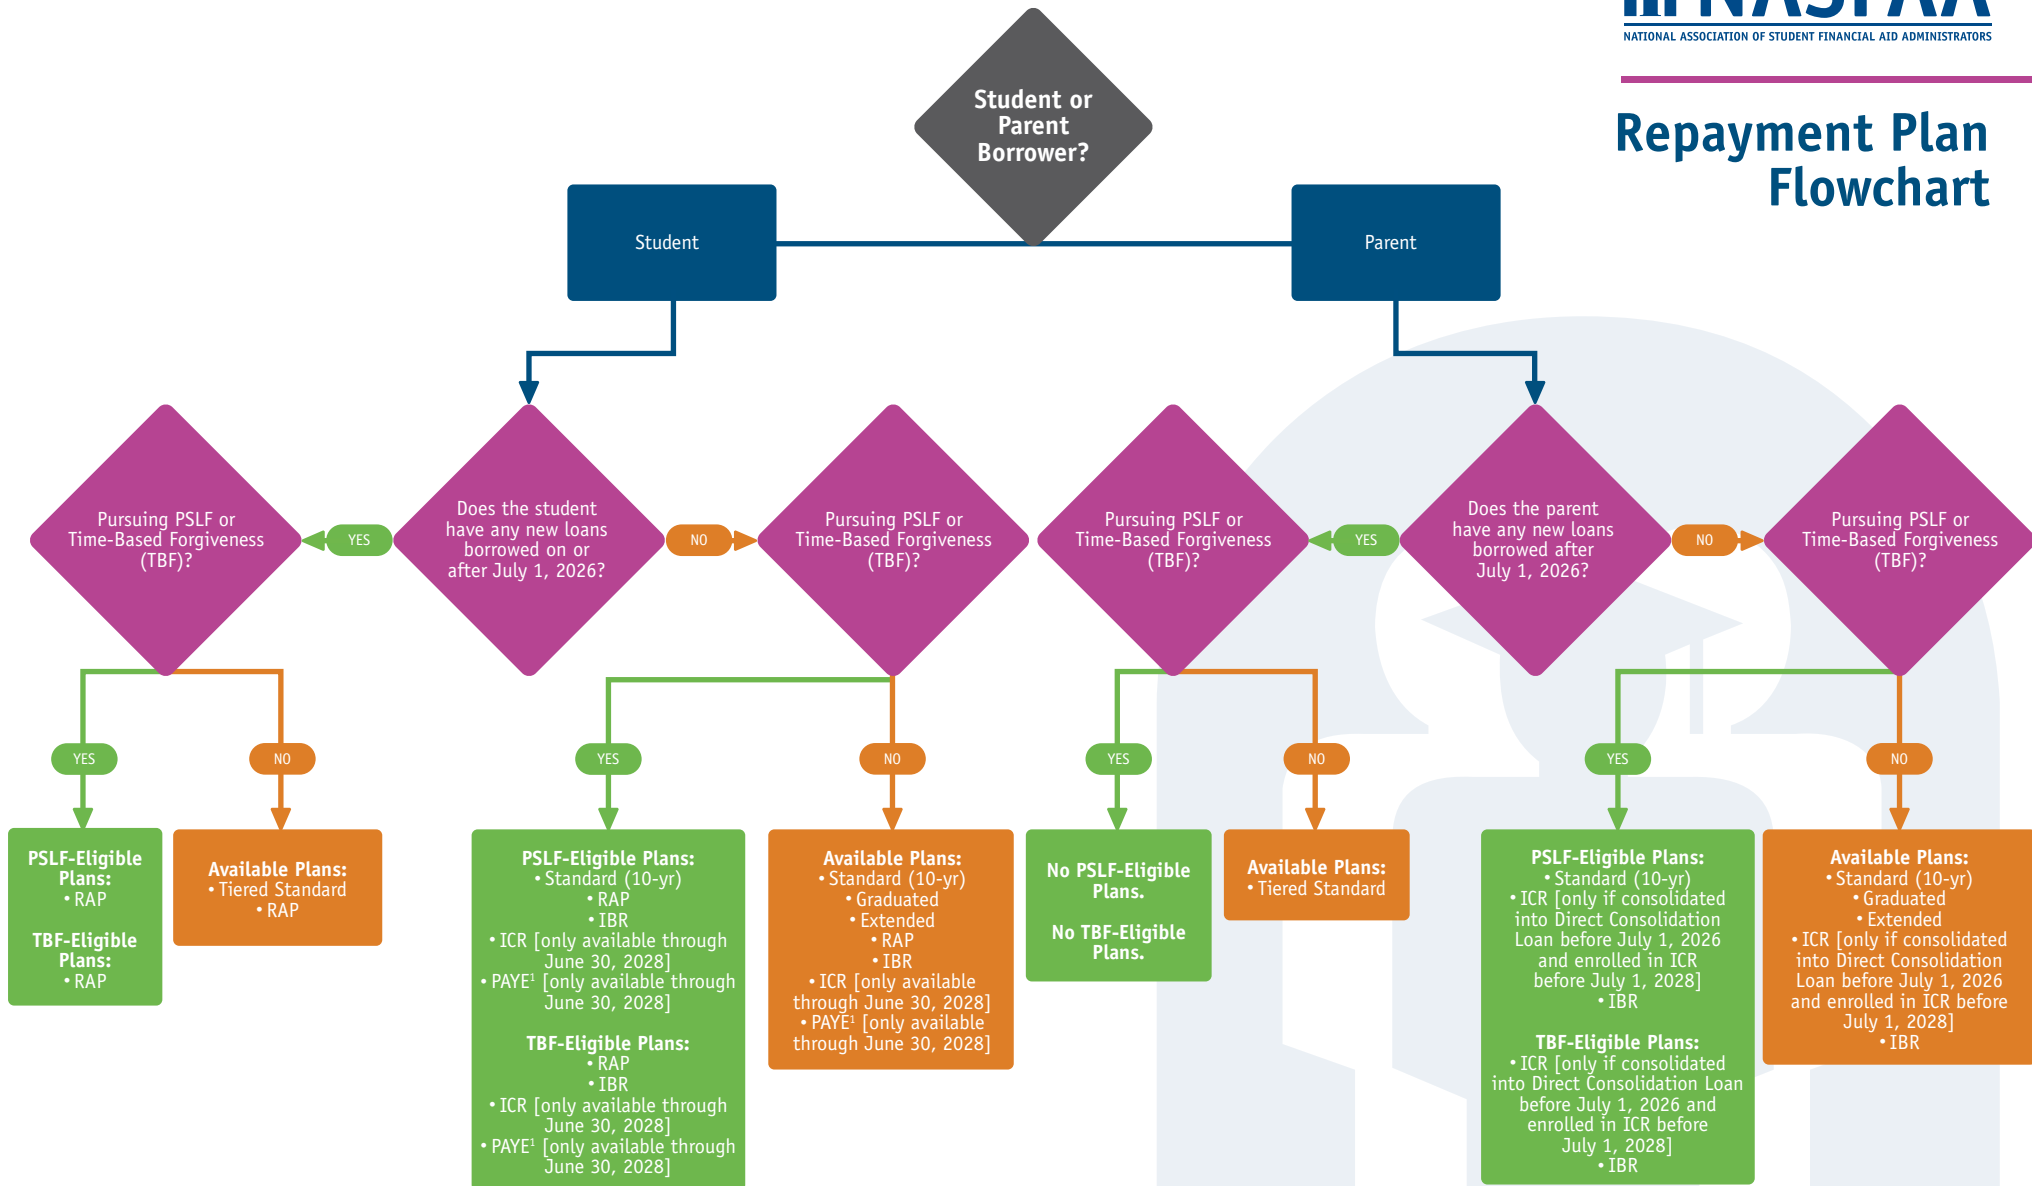 NASFAA
NATIONAL ASSOCIATION OF STUDENT FINANCIAL AID ADMINISTRATORS
Repayment Plan
Flowchart
Student or
Parent
Borrower?
Student
Parent
Pursuing PSLF or
Time-Based Forgiveness
(TBF)?
YES
Does the student
have any new loans
borrowed on or
after July 1, 2026?
NO
Pursuing PSLF or
Time-Based Forgiveness
(TBF)?
Pursuing PSLF or
Time-Based Forgiveness
(TBF)?
YES
Does the parent
have any new loans
borrowed after
July 1, 2026?
NO
Pursuing PSLF or
Time-Based Forgiveness
(TBF)?
YES
NO
YES
NO
YES
NO
YES
NO
PSLF-Eligible
Plans:
• RAP
TBF-Eligible
Plans:
• RAP
Available Plans:
• Tiered Standard
• RAP
PSLF-Eligible Plans:
• Standard (10-yr)
• RAP
• IBR
• ICR [only available through
June 30, 2028]
• PAYE¹ [only available through
June 30, 2028]
TBF-Eligible Plans:
• RAP
• IBR
• ICR [only available through
June 30, 2028]
• PAYE¹ [only available through
June 30, 2028]
Available Plans:
• Standard (10-yr)
• Graduated
• Extended
• RAP
• IBR
• ICR [only available
through June 30, 2028]
• PAYE¹ [only available
through June 30, 2028]
No PSLF-Eligible
Plans.
No TBF-Eligible
Plans.
Available Plans:
• Tiered Standard
PSLF-Eligible Plans:
• Standard (10-yr)
• ICR [only if consolidated
into Direct Consolidation
Loan before July 1, 2026
and enrolled in ICR
before July 1, 2028]
• IBR
TBF-Eligible Plans:
• ICR [only if consolidated
into Direct Consolidation Loan
before July 1, 2026 and
enrolled in ICR before
July 1, 2028]
• IBR
Available Plans:
• Standard (10-yr)
• Graduated
• Extended
• ICR [only if consolidated
into Direct Consolidation
Loan before July 1, 2026
and enrolled in ICR before
July 1, 2028]
• IBR